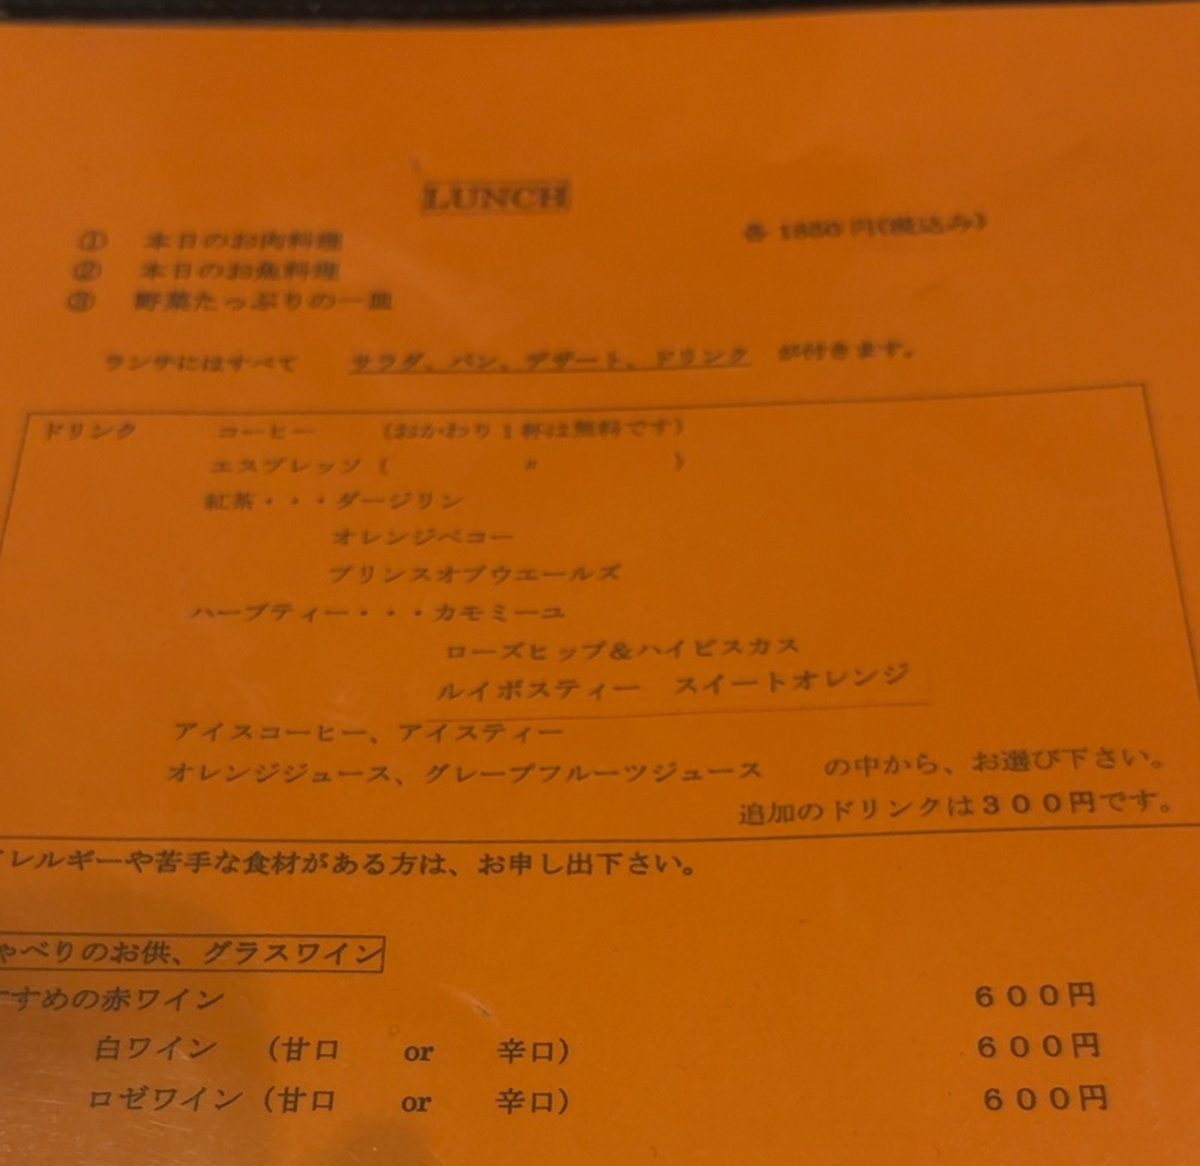 LUNCH
① 本日のお肉料理 各 円(税込み)
② 本日のお魚料理
③ 野菜たっぷりの一皿
ランチにはすべて サラダ、パン、デザート、ドリンク が付きます。
ドリンク コーヒー (おかわり1杯は無料です)
エスプレッソ( 〃 )
紅茶・・・ダージリン
オレンジペコー
プリンスオブウエールズ
ハーブティー・・・カモミーユ
ローズヒップ&ハイビスカス
ルイボスティー スイートオレンジ
アイスコーヒー、アイスティー
オレンジジュース、グレープフルーツジュース の中から、お選び下さい。
追加のドリンクは300円です。
レルギーや苦手な食材がある方は、お申し出下さい。
ゃべりのお供、グラスワイン
すめの赤ワイン 600円
白ワイン (甘口 or 辛口) 600円
ロゼワイン(甘口 or 辛口) 600円